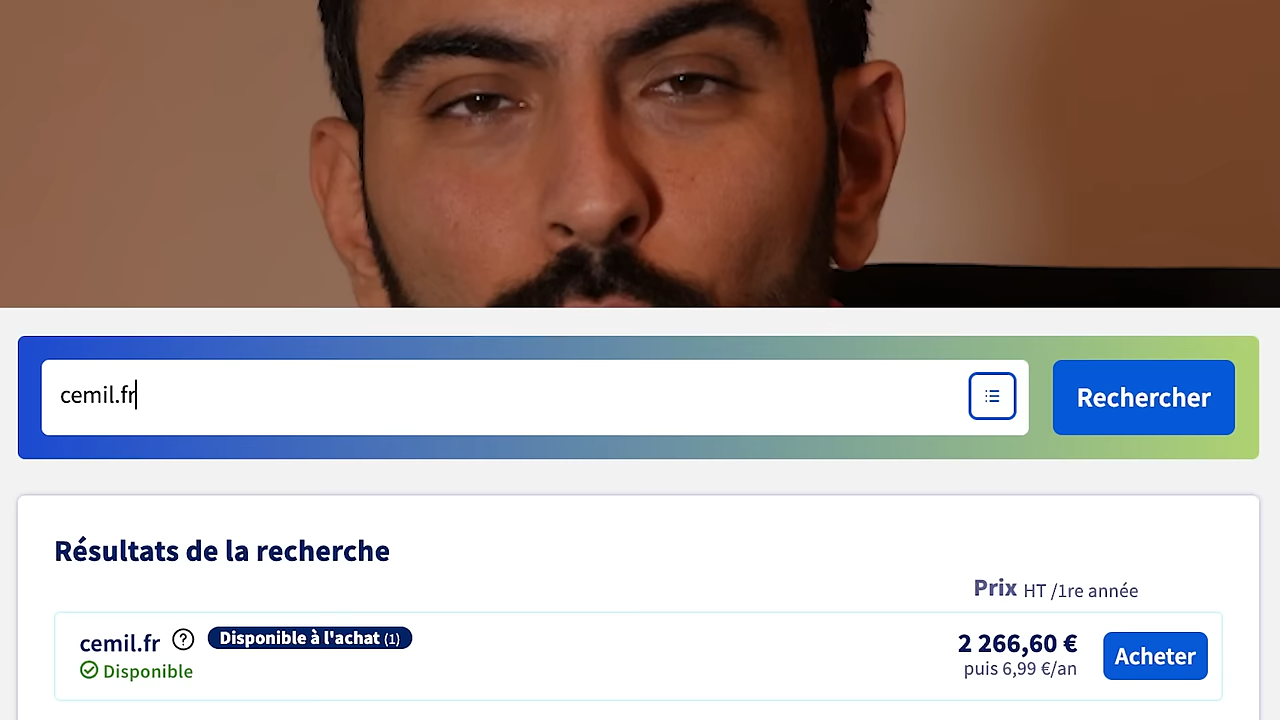 cemil.fr
Rechercher
Résultats de la recherche
Prix HT /1re année
cemil.fr ? Disponible à l'achat (1)
Disponible
2 266,60 €
puis 6,99 €/an
Acheter